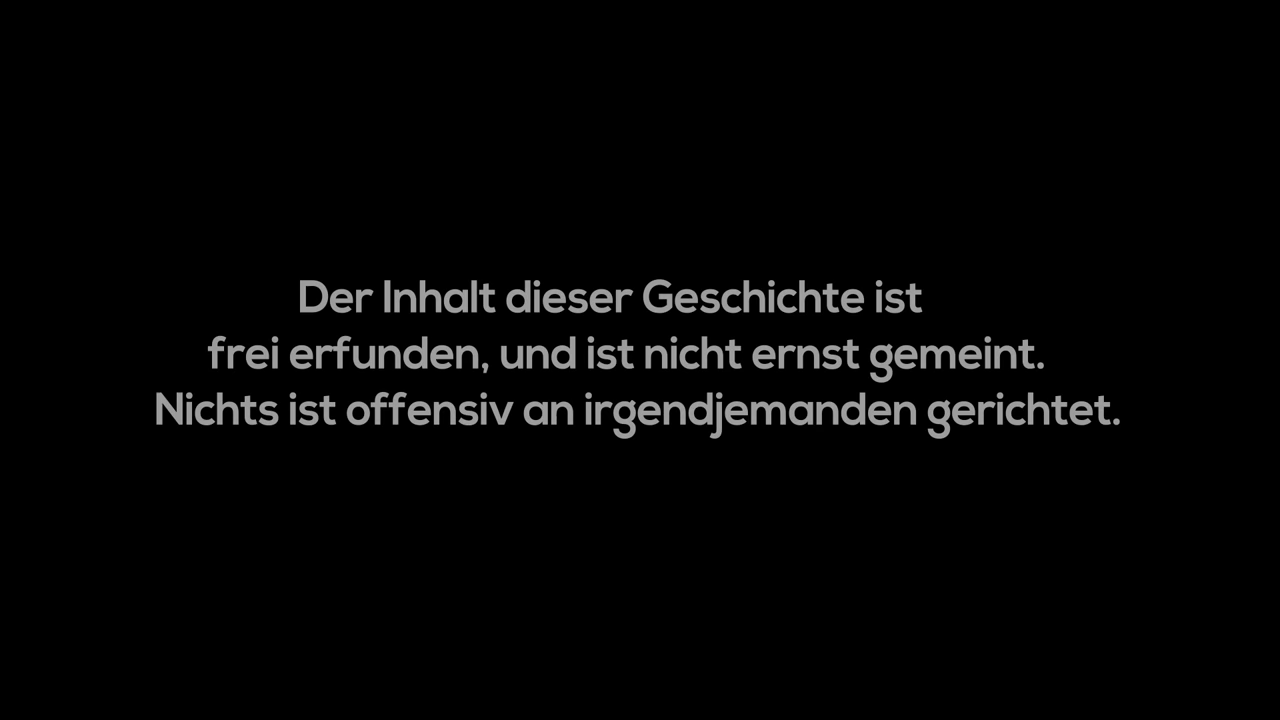 Der Inhalt dieser Geschichte ist
frei erfunden, und ist nicht ernst gemeint.
Nichts ist offensiv an irgendjemanden gerichtet.